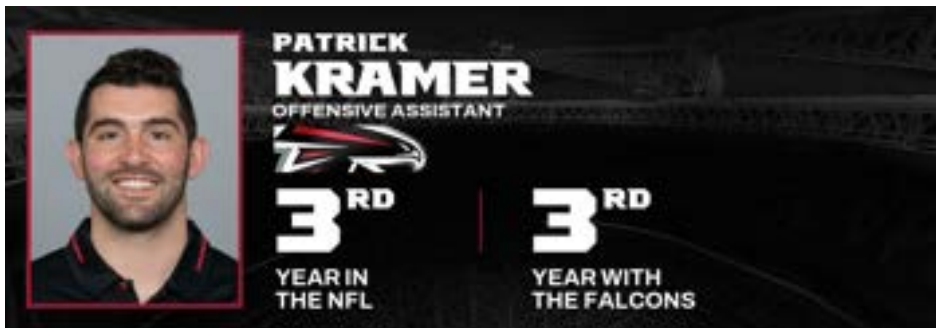 PATRICK
KRAMER
OFFENSIVE ASSISTANT
3RD
YEAR IN
THE NFL
3RD
YEAR WITH
THE FALCONS